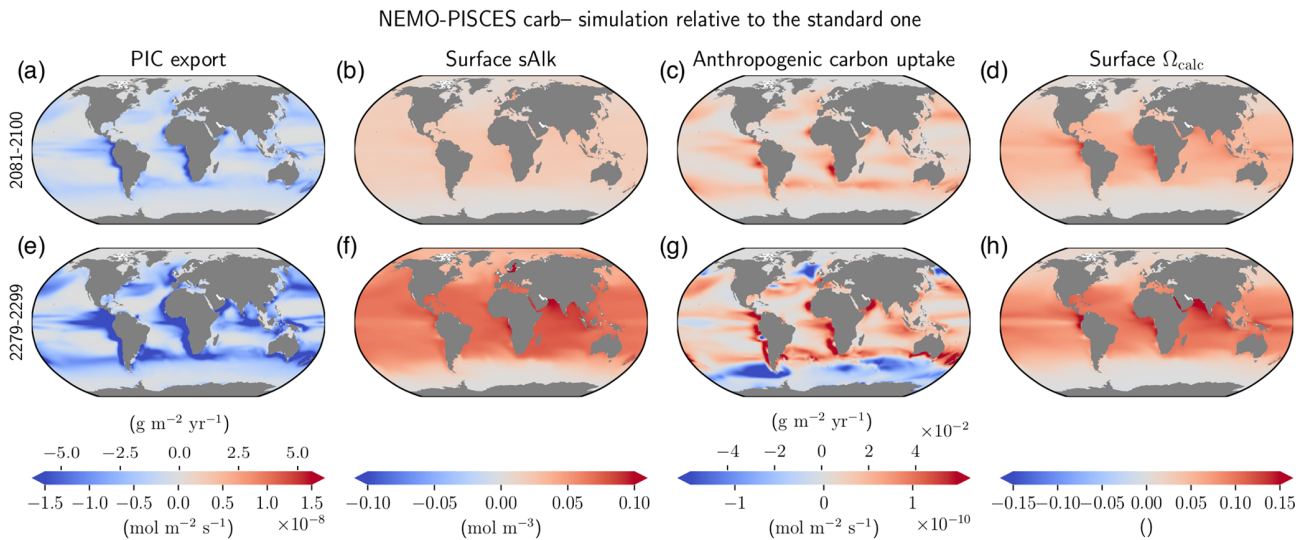 NEMO-PISCES carb– simulation relative to the standard one
PIC export
Surface sAlk
Anthropogenic carbon uptake
Surface Ωcalc
(a)
(b)
(c)
(d)
2081-2100
(e)
(f)
(g)
(h)
2279-2299
(g m−2 yr−1)
(g m−2 yr−1)
×10−2
−5.0 −2.5 0.0 2.5 5.0
−4 −2 0 2 4
−1.5 −1.0 −0.5 0.0 0.5 1.0 1.5
−0.10 −0.05 0.00 0.05 0.10
−1 0 1
−0.15 −0.10 −0.05 0.00 0.05 0.10 0.15
(mol m−2 s−1) ×10−8
(mol m−3)
(mol m−2 s−1) ×10−10
()